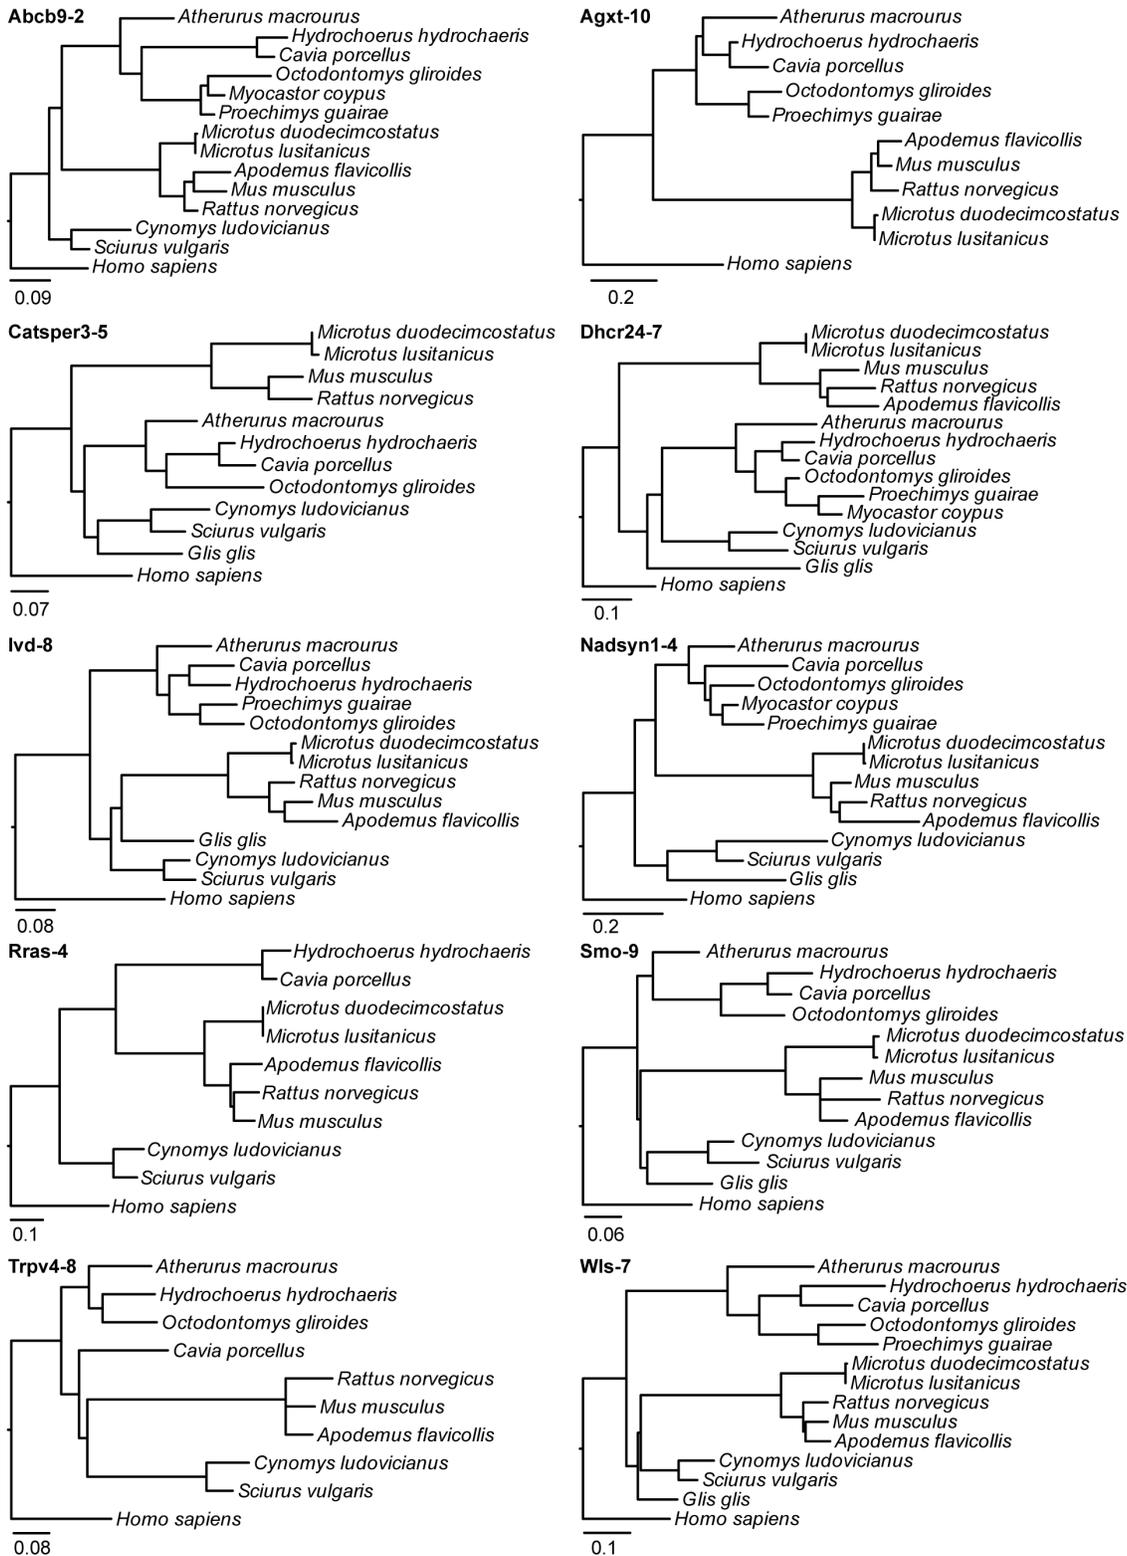 Abcb9-2
Atherurus macrourus
Hydrochoerus hydrochaeris
Cavia porcellus
Octodontomys gliroides
Myocastor coypus
Proechimys guairae
Microtus duodecimcostatus
Microtus lusitanicus
Apodemus flavicollis
Mus musculus
Rattus norvegicus
Cynomys ludovicianus
Sciurus vulgaris
Homo sapiens
0.09
Agxt-10
Atherurus macrourus
Hydrochoerus hydrochaeris
Cavia porcellus
Octodontomys gliroides
Proechimys guairae
Apodemus flavicollis
Mus musculus
Rattus norvegicus
Microtus duodecimcostatus
Microtus lusitanicus
Homo sapiens
0.2
Catsper3-5
Microtus duodecimcostatus
Microtus lusitanicus
Mus musculus
Rattus norvegicus
Atherurus macrourus
Hydrochoerus hydrochaeris
Cavia porcellus
Octodontomys gliroides
Cynomys ludovicianus
Sciurus vulgaris
Glis glis
Homo sapiens
0.07
Dhcr24-7
Microtus duodecimcostatus
Microtus lusitanicus
Mus musculus
Rattus norvegicus
Apodemus flavicollis
Atherurus macrourus
Hydrochoerus hydrochaeris
Cavia porcellus
Octodontomys gliroides
Proechimys guairae
Myocastor coypus
Cynomys ludovicianus
Sciurus vulgaris
Glis glis
Homo sapiens
0.1
Ivd-8
Atherurus macrourus
Cavia porcellus
Hydrochoerus hydrochaeris
Proechimys guairae
Octodontomys gliroides
Microtus duodecimcostatus
Microtus lusitanicus
Rattus norvegicus
Mus musculus
Apodemus flavicollis
Glis glis
Cynomys ludovicianus
Sciurus vulgaris
Homo sapiens
0.08
Nadsyn1-4
Atherurus macrourus
Cavia porcellus
Octodontomys gliroides
Myocastor coypus
Proechimys guairae
Microtus duodecimcostatus
Microtus lusitanicus
Mus musculus
Rattus norvegicus
Apodemus flavicollis
Cynomys ludovicianus
Sciurus vulgaris
Glis glis
Homo sapiens
0.2
Rras-4
Hydrochoerus hydrochaeris
Cavia porcellus
Microtus duodecimcostatus
Microtus lusitanicus
Apodemus flavicollis
Rattus norvegicus
Mus musculus
Cynomys ludovicianus
Sciurus vulgaris
Homo sapiens
0.1
Smo-9
Atherurus macrourus
Hydrochoerus hydrochaeris
Cavia porcellus
Octodontomys gliroides
Microtus duodecimcostatus
Microtus lusitanicus
Mus musculus
Rattus norvegicus
Apodemus flavicollis
Cynomys ludovicianus
Sciurus vulgaris
Glis glis
Homo sapiens
0.06
Trpv4-8
Atherurus macrourus
Hydrochoerus hydrochaeris
Octodontomys gliroides
Cavia porcellus
Rattus norvegicus
Mus musculus
Apodemus flavicollis
Cynomys ludovicianus
Sciurus vulgaris
Homo sapiens
0.08
Wls-7
Atherurus macrourus
Hydrochoerus hydrochaeris
Cavia porcellus
Octodontomys gliroides
Proechimys guairae
Microtus duodecimcostatus
Microtus lusitanicus
Rattus norvegicus
Mus musculus
Apodemus flavicollis
Cynomys ludovicianus
Sciurus vulgaris
Glis glis
Homo sapiens
0.1